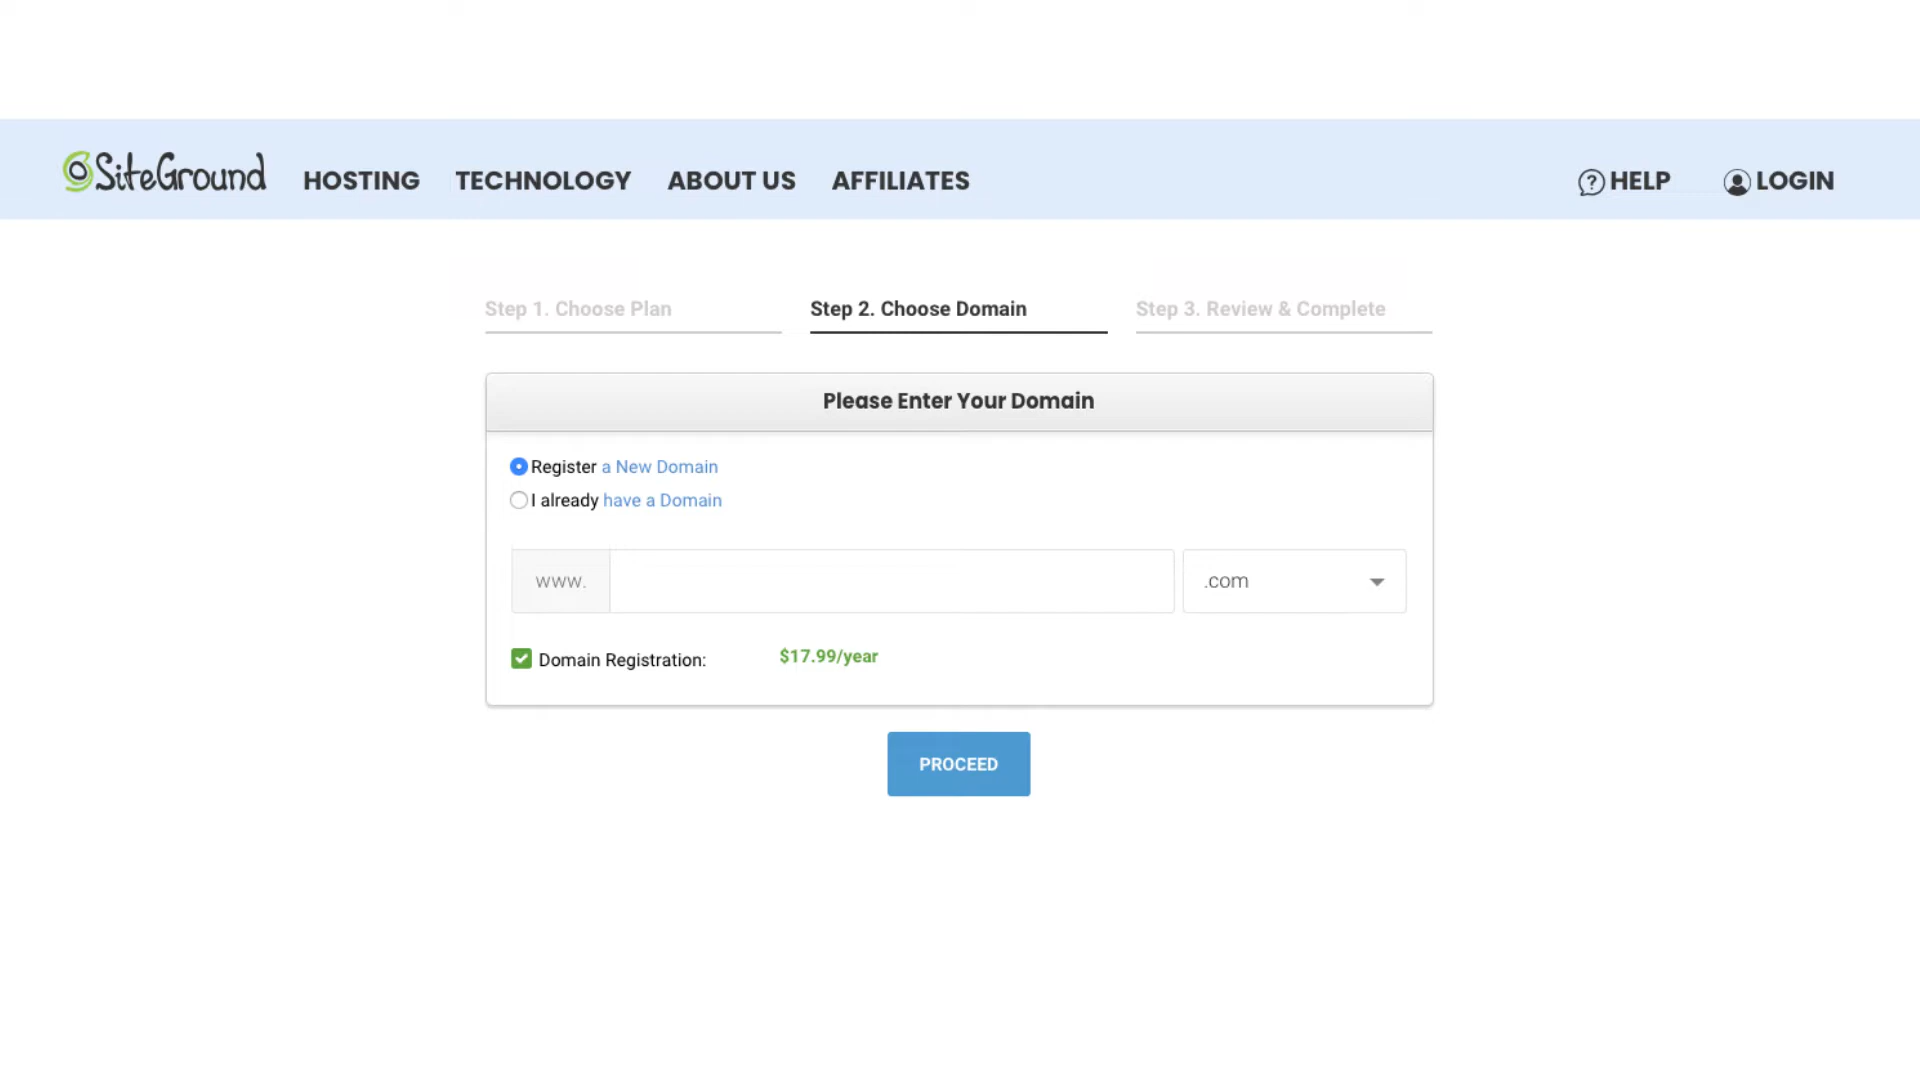 SiteGround HOSTING TECHNOLOGY ABOUT US AFFILIATES HELP LOGIN
Step 1. Choose Plan Step 2. Choose Domain Step 3. Review & Complete
Please Enter Your Domain
Register a New Domain
I already have a Domain
www. .com
Domain Registration: $17.99/year
PROCEED